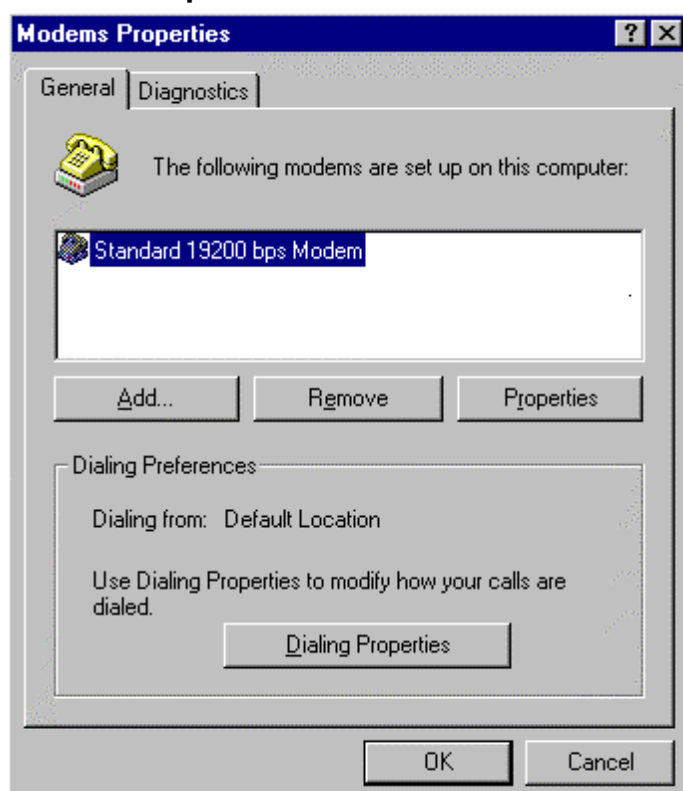 Modems Properties
General
Diagnostics
The following modems are set up on this computer:
Standard 19200 bps Modem
Add...
Remove
Properties
Dialing Preferences
Dialing from: Default Location
Use Dialing Properties to modify how your calls are
dialed.
Dialing Properties
OK
Cancel